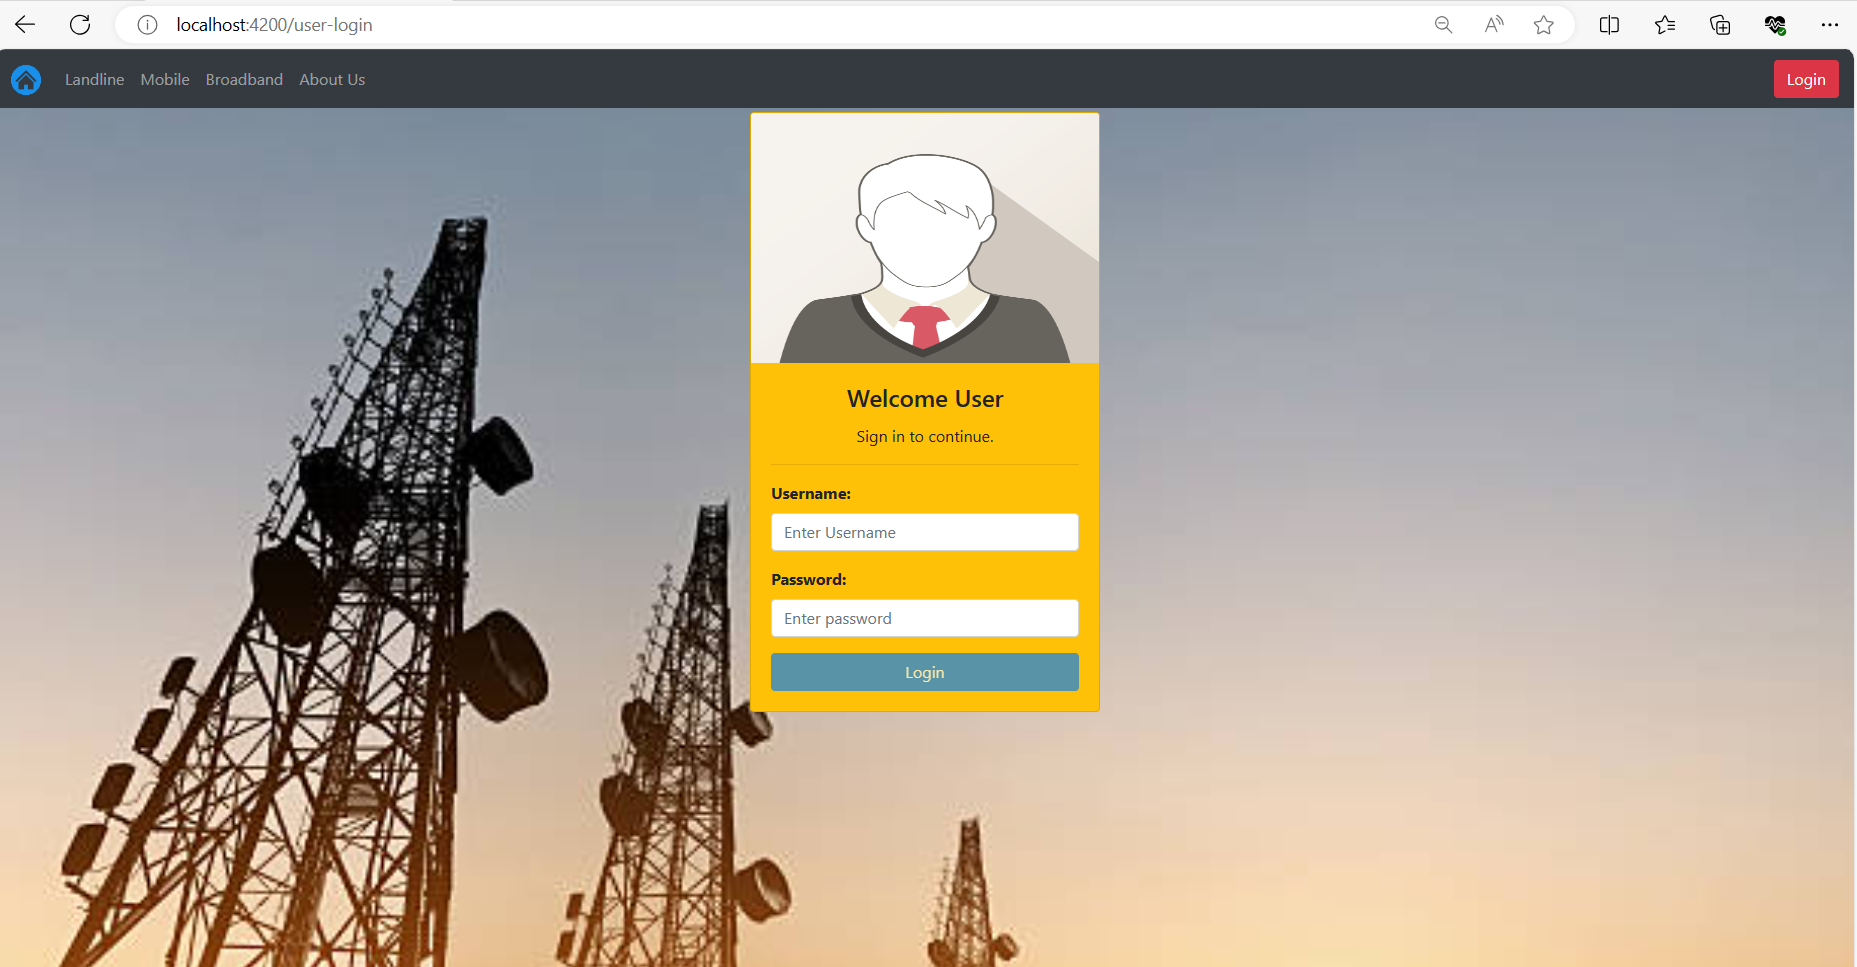 localhost:4200/user-login
Landline Mobile Broadband About Us Login
Welcome User
Sign in to continue.
Username:
Enter Username
Password:
Enter password
Login